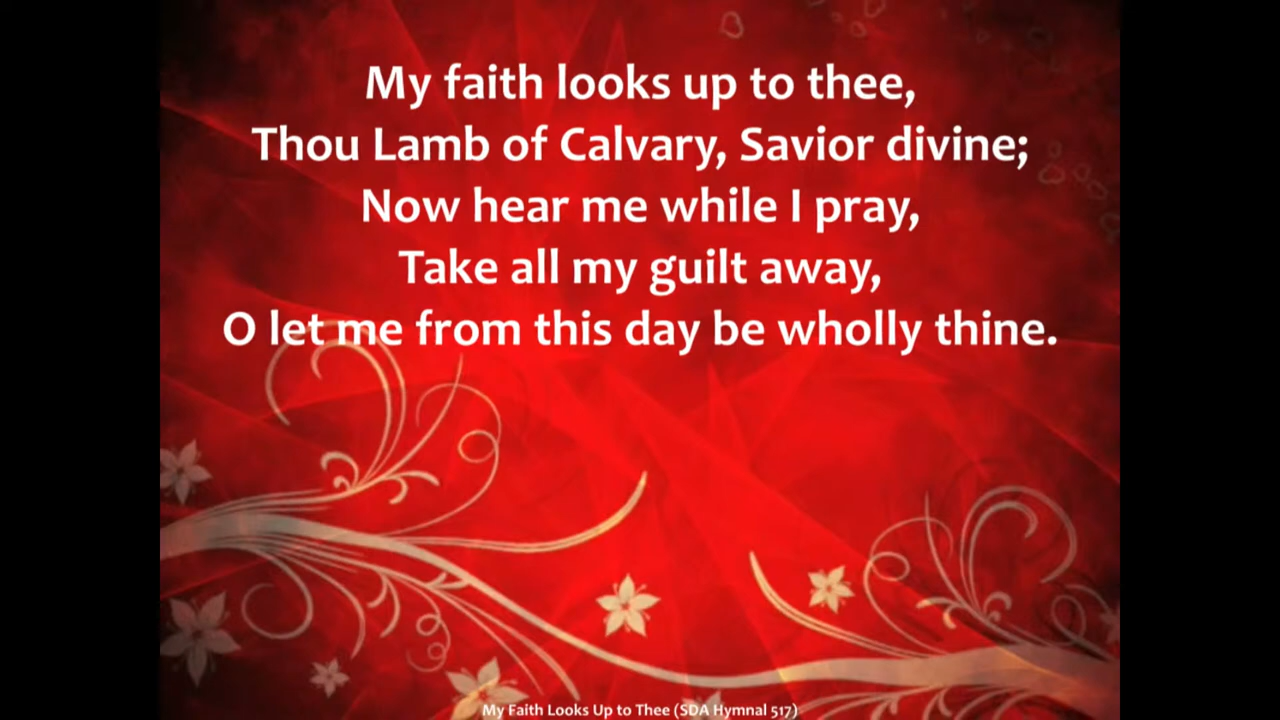 My faith looks up to thee,
Thou Lamb of Calvary, Savior divine;
Now hear me while I pray,
Take all my guilt away,
O let me from this day be wholly thine.
My Faith Looks Up to Thee (SDA Hymnal 517)